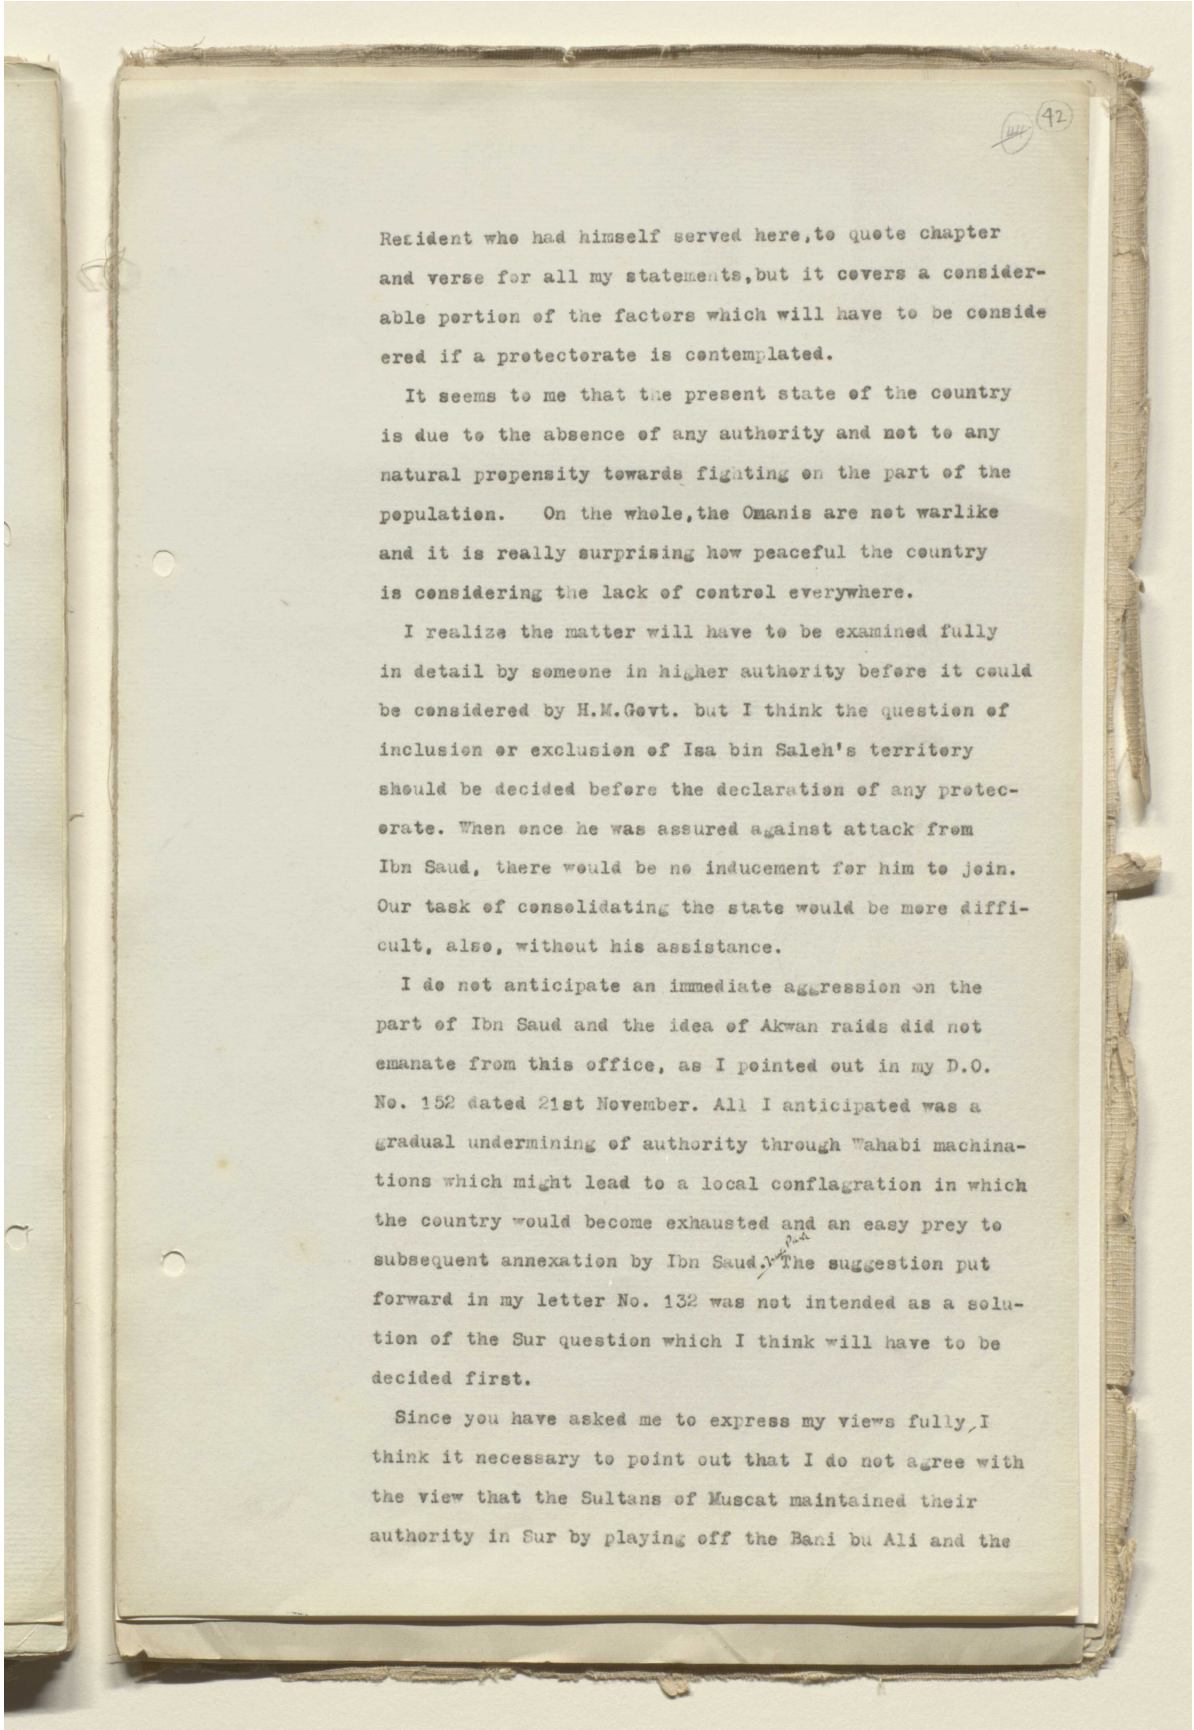 42
Resident who had himself served here,to quote chapter
and verse for all my statements,but it covers a consider-
able portion of the factors which will have to be conside
ered if a protectorate is contemplated.
It seems to me that the present state of the country
is due to the absence of any authority and not to any
natural propensity towards fighting on the part of the
population. On the whole,the Omanis are not warlike
and it is really surprising how peaceful the country
is considering the lack of control everywhere.
I realize the matter will have to be examined fully
in detail by someone in higher authority before it could
be considered by H.M.Govt. but I think the question of
inclusion or exclusion of Isa bin Saleh's territory
should be decided before the declaration of any protec-
orate. When once he was assured against attack from
Ibn Saud, there would be no inducement for him to join.
Our task of consolidating the state would be more diffi-
cult, also, without his assistance.
I do not anticipate an immediate aggression on the
part of Ibn Saud and the idea of Akwan raids did not
emanate from this office, as I pointed out in my D.O.
No. 152 dated 21st November. All I anticipated was a
gradual undermining of authority through Wahabi machina-
tions which might lead to a local conflagration in which
the country would become exhausted and an easy prey to
subsequent annexation by Ibn Saud. The suggestion put
forward in my letter No. 132 was not intended as a solu-
tion of the Sur question which I think will have to be
decided first.
Since you have asked me to express my views fully, I
think it necessary to point out that I do not agree with
the view that the Sultans of Muscat maintained their
authority in Sur by playing off the Bani bu Ali and the